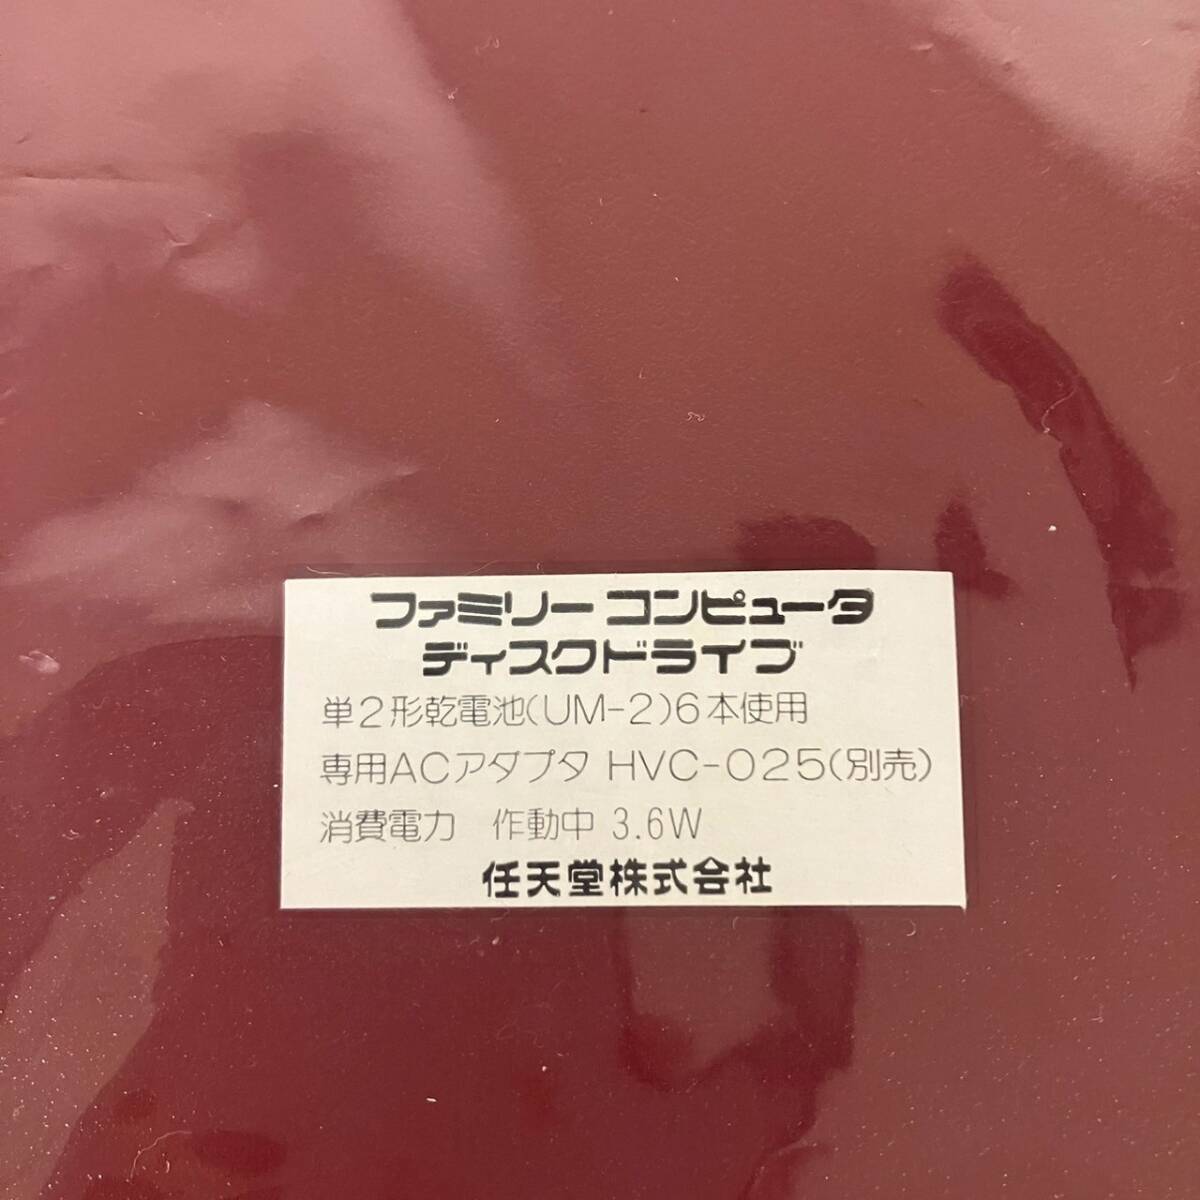 ファミリー コンピュータ
ディスクドライブ
単2形乾電池(UM-2)6本使用
専用ACアダプタ HVC-025(別売)
消費電力 作動中 3.6W
任天堂株式会社